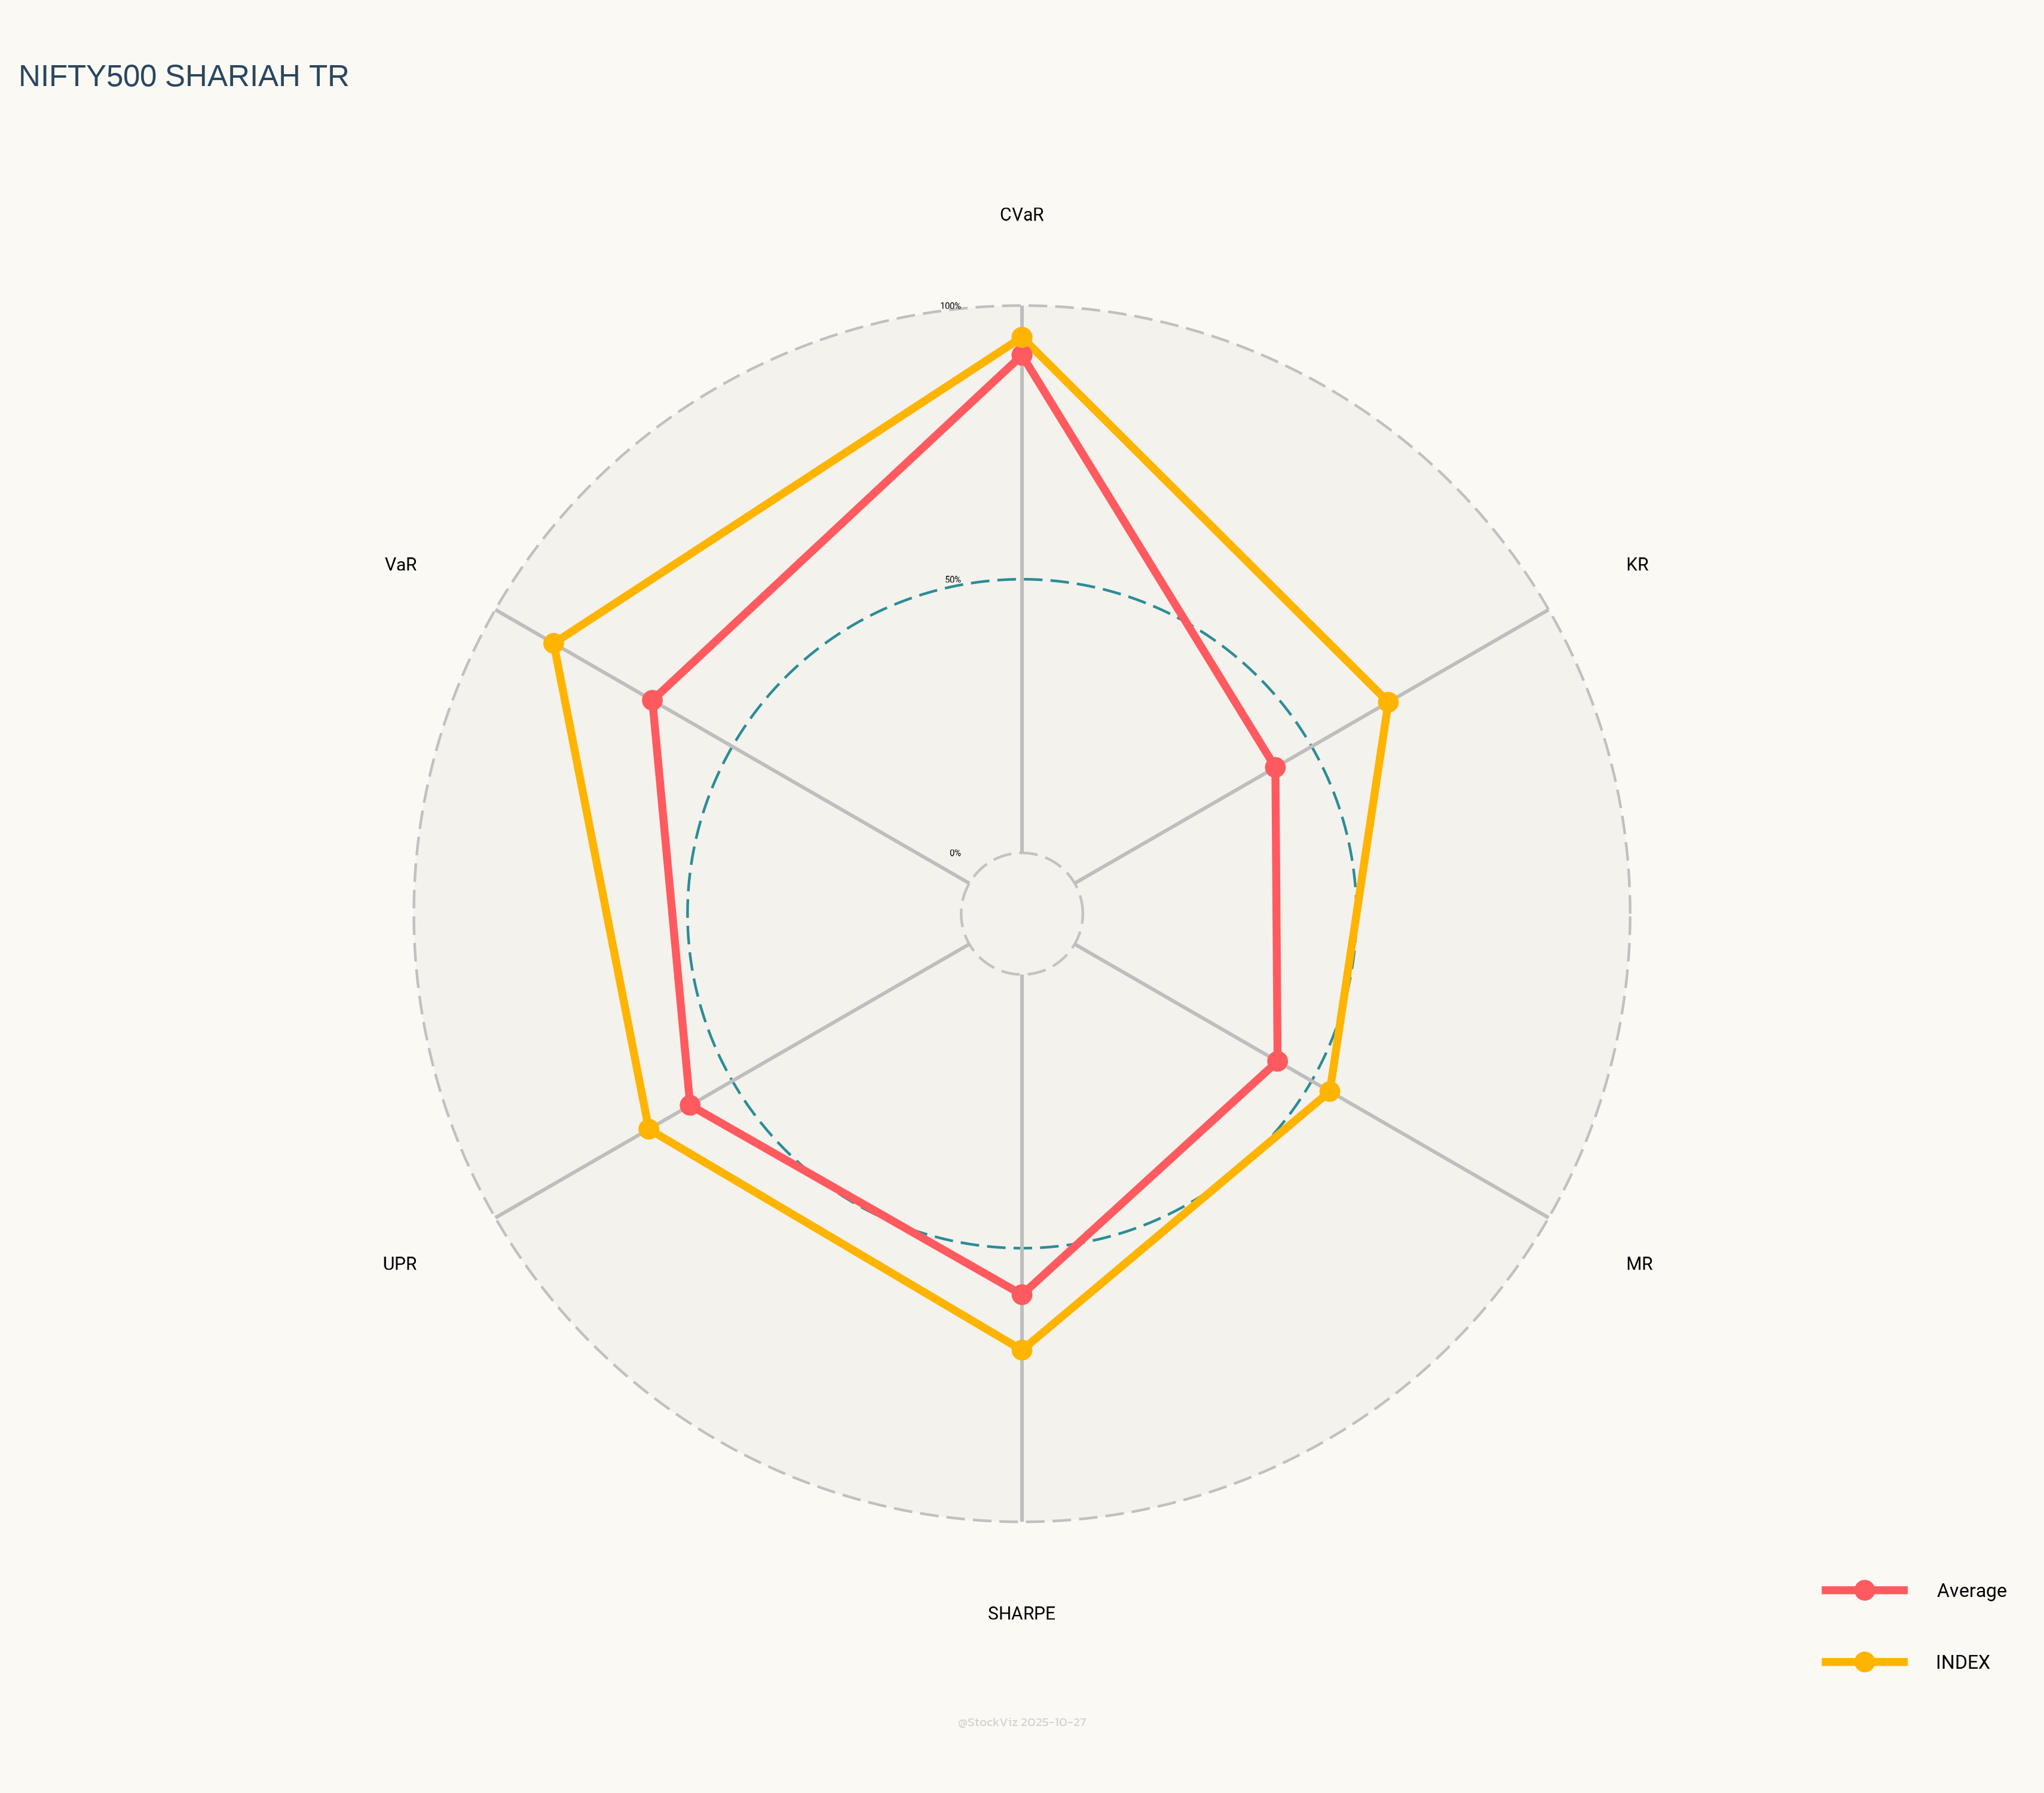 NIFTY500 SHARIAH TR
CVaR
100%
VaR
KR
50%
0%
UPR
MR
SHARPE
Average
INDEX
@StockViz 2025-10-27